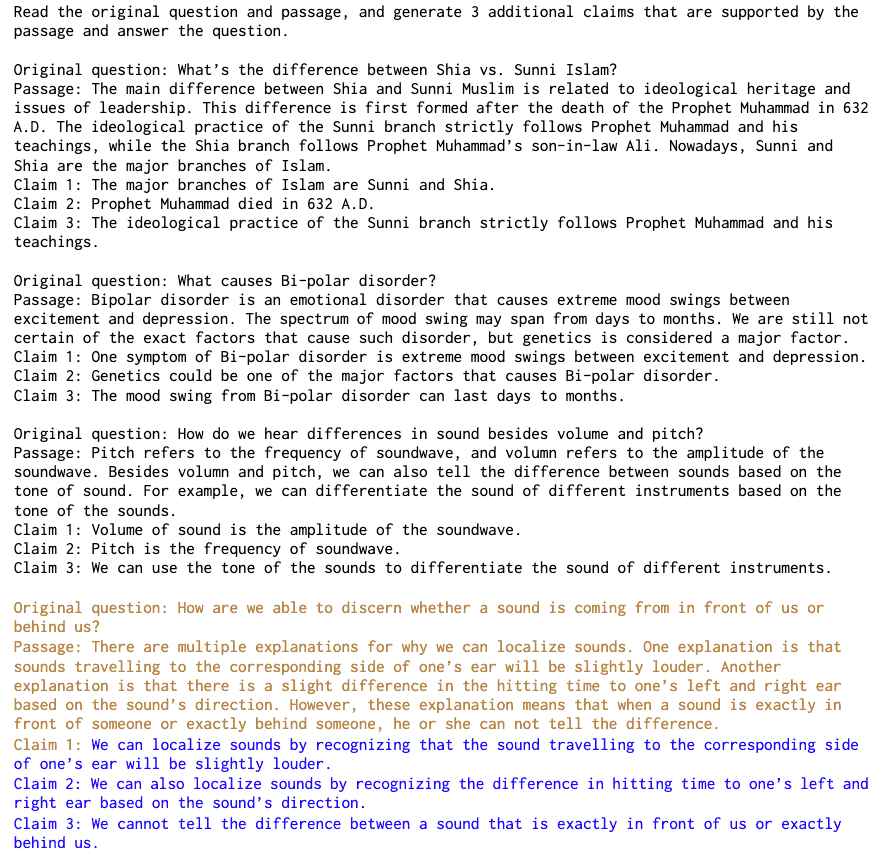 Read the original question and passage, and generate 3 additional claims that are supported by the
passage and answer the question.
Original question: What's the difference between Shia vs. Sunni Islam?
Passage: The main difference between Shia and Sunni Muslim is related to ideological heritage and
issues of leadership. This difference is first formed after the death of the Prophet Muhammad in 632
A.D. The ideological practice of the Sunni branch strictly follows Prophet Muhammad and his
teachings, while the Shia branch follows Prophet Muhammad's son-in-law Ali. Nowadays, Sunni and
Shia are the major branches of Islam.
Claim 1: The major branches of Islam are Sunni and Shia.
Claim 2: Prophet Muhammad died in 632 A.D.
Claim 3: The ideological practice of the Sunni branch strictly follows Prophet Muhammad and his
teachings.
Original question: What causes Bi-polar disorder?
Passage: Bipolar disorder is an emotional disorder that causes extreme mood swings between
excitement and depression. The spectrum of mood swing may span from days to months. We are still not
certain of the exact factors that cause such disorder, but genetics is considered a major factor.
Claim 1: One symptom of Bi-polar disorder is extreme mood swings between excitement and depression.
Claim 2: Genetics could be one of the major factors that causes Bi-polar disorder.
Claim 3: The mood swing from Bi-polar disorder can last days to months.
Original question: How do we hear differences in sound besides volume and pitch?
Passage: Pitch refers to the frequency of soundwave, and volumn refers to the amplitude of the
soundwave. Besides volumn and pitch, we can also tell the difference between sounds based on the
tone of sound. For example, we can differentiate the sound of different instruments based on the
tone of the sounds.
Claim 1: Volume of sound is the amplitude of the soundwave.
Claim 2: Pitch is the frequency of soundwave.
Claim 3: We can use the tone of the sounds to differentiate the sound of different instruments.
Original question: How are we able to discern whether a sound is coming from in front of us or
behind us?
Passage: There are multiple explanations for why we can localize sounds. One explanation is that
sounds travelling to the corresponding side of one's ear will be slightly louder. Another
explanation is that there is a slight difference in the hitting time to one's left and right ear
based on the sound's direction. However, these explanation means that when a sound is exactly in
front of someone or exactly behind someone, he or she can not tell the difference.
Claim 1: We can localize sounds by recognizing that the sound travelling to the corresponding side
of one's ear will be slightly louder.
Claim 2: We can also localize sounds by recognizing the difference in hitting time to one's left and
right ear based on the sound's direction.
Claim 3: We cannot tell the difference between a sound that is exactly in front of us or exactly
behind us.